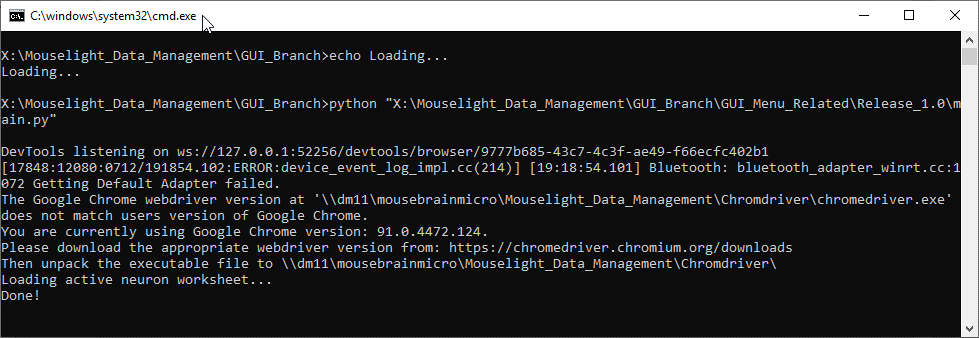 C:\windows\system32\cmd.exe
X:\Mouselight_Data_Management\GUI_Branch>echo Loading...
Loading...
X:\Mouselight_Data_Management\GUI_Branch>python "X:\Mouselight_Data_Management\GUI_Branch\GUI_Menu_Related\Release_1.0\m
ain.py"
DevTools listening on ws://127.0.0.1:52256/devtools/browser/9777b685-43c7-4c3f-ae49-f66ecfc402b1
[17848:12080:0712/191854.102:ERROR:device_event_log_impl.cc(214)] [19:18:54.101] Bluetooth: bluetooth_adapter_winrt.cc:1
072 Getting Default Adapter failed.
The Google Chrome webdriver version at '\\dm11\mousebrainmicro\Mouselight_Data_Management\Chromdriver\chromedriver.exe'
does not match users version of Google Chrome.
You are currently using Google Chrome version: 91.0.4472.124.
Please download the appropriate webdriver version from: https://chromedriver.chromium.org/downloads
Then unpack the executable file to \\dm11\mousebrainmicro\Mouselight_Data_Management\Chromdriver\
Loading active neuron worksheet...
Done!